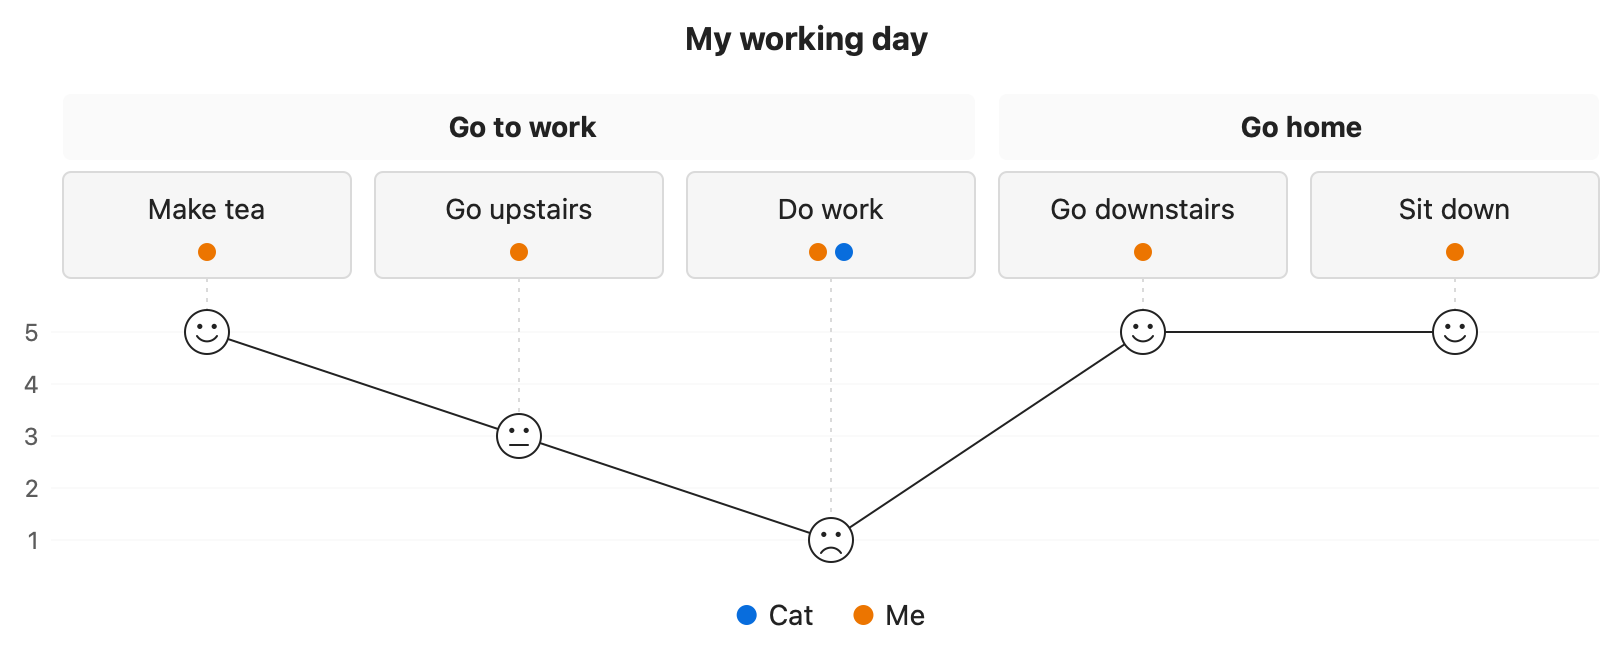 My working day
Go to work
Go home
Make tea
Go upstairs
Do work
Go downstairs
Sit down
5
4
3
2
1
Cat
Me